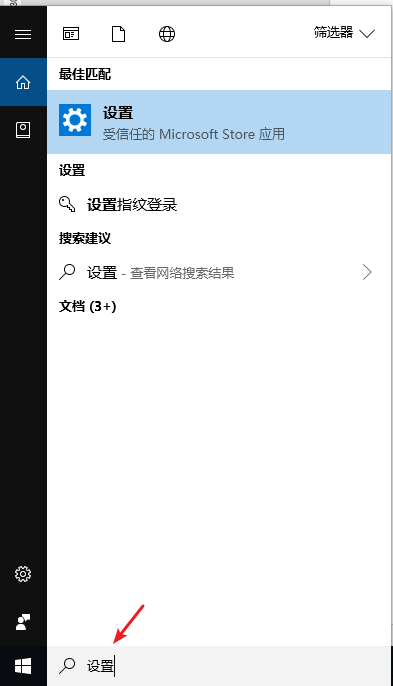 筛选器
最佳匹配
设置
受信任的 Microsoft Store 应用
设置
设置指纹登录
搜索建议
设置 - 查看网络搜索结果
文档 (3+)
设置